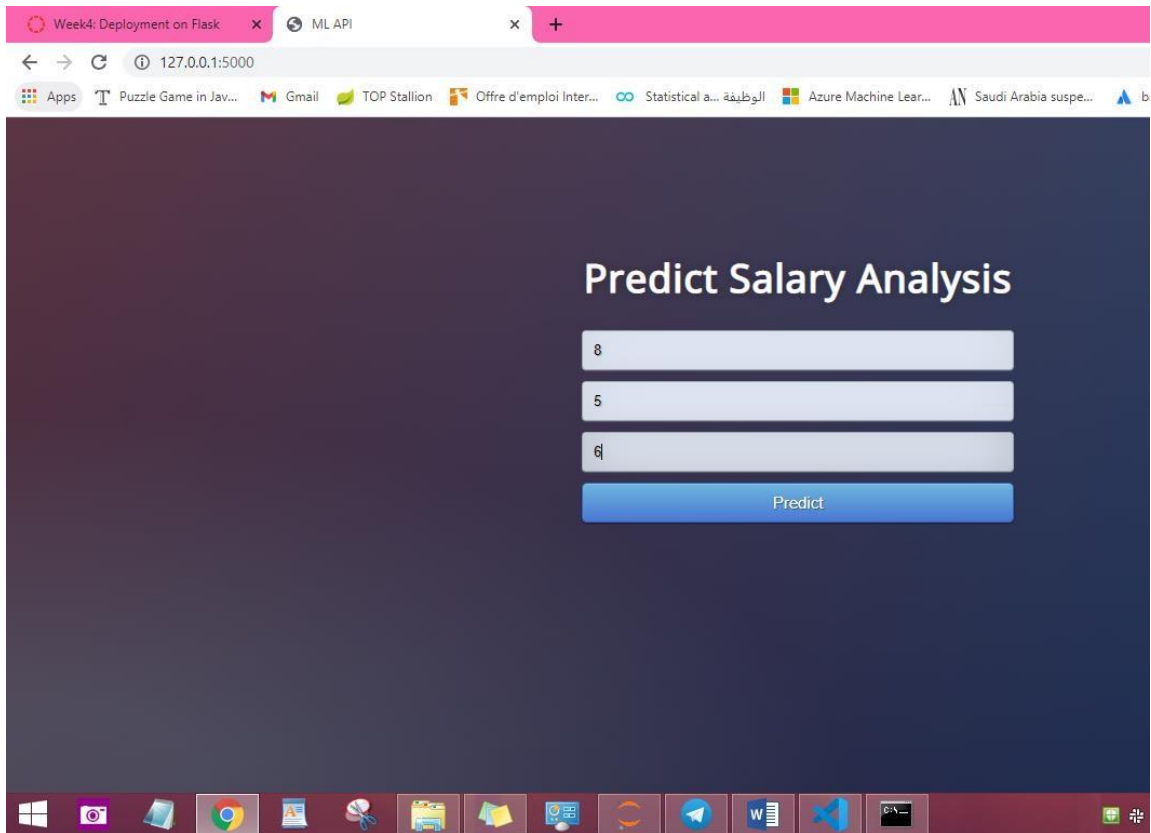 Week4: Deployment on Flask
ML API
127.0.0.1:5000
Apps
Puzzle Game in Jav...
Gmail
TOP Stallion
Offre d'emploi Inter...
Statistical a... الوظيفة
Azure Machine Lear...
AN Saudi Arabia suspe...
b
Predict Salary Analysis
8
5
6
Predict